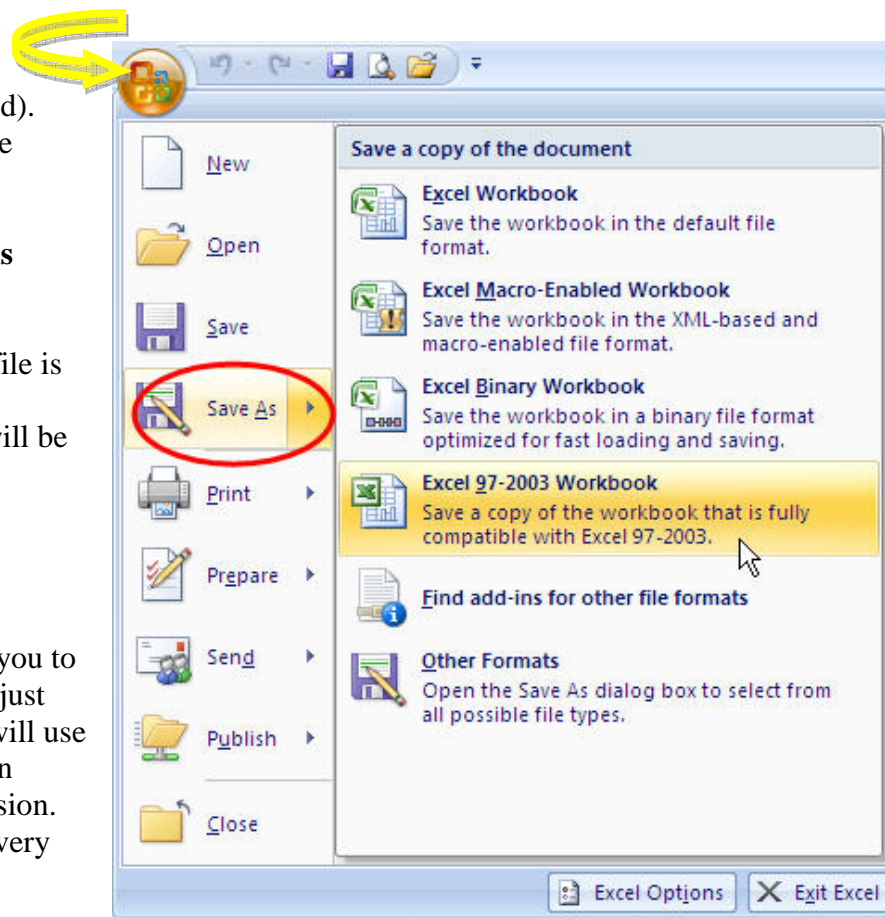 d).
e
s
file is
ill be
you to
just
will use
n
sion.
very
New
Open
Save
Save As
Print
Prepare
Send
Publish
Close
Save a copy of the document
Excel Workbook
Save the workbook in the default file
format.
Excel Macro-Enabled Workbook
Save the workbook in the XML-based and
macro-enabled file format.
Excel Binary Workbook
Save the workbook in a binary file format
optimized for fast loading and saving.
Excel 97-2003 Workbook
Save a copy of the workbook that is fully
compatible with Excel 97-2003.
Find add-ins for other file formats
Other Formats
Open the Save As dialog box to select from
all possible file types.
Excel Options
Exit Excel